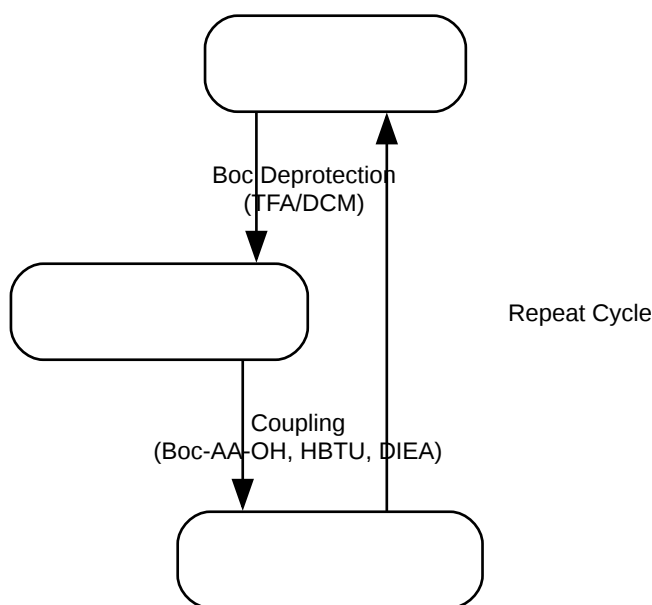 Boc Deprotection
(TFA/DCM)
Repeat Cycle
Coupling
(Boc-AA-OH, HBTU, DIEA)